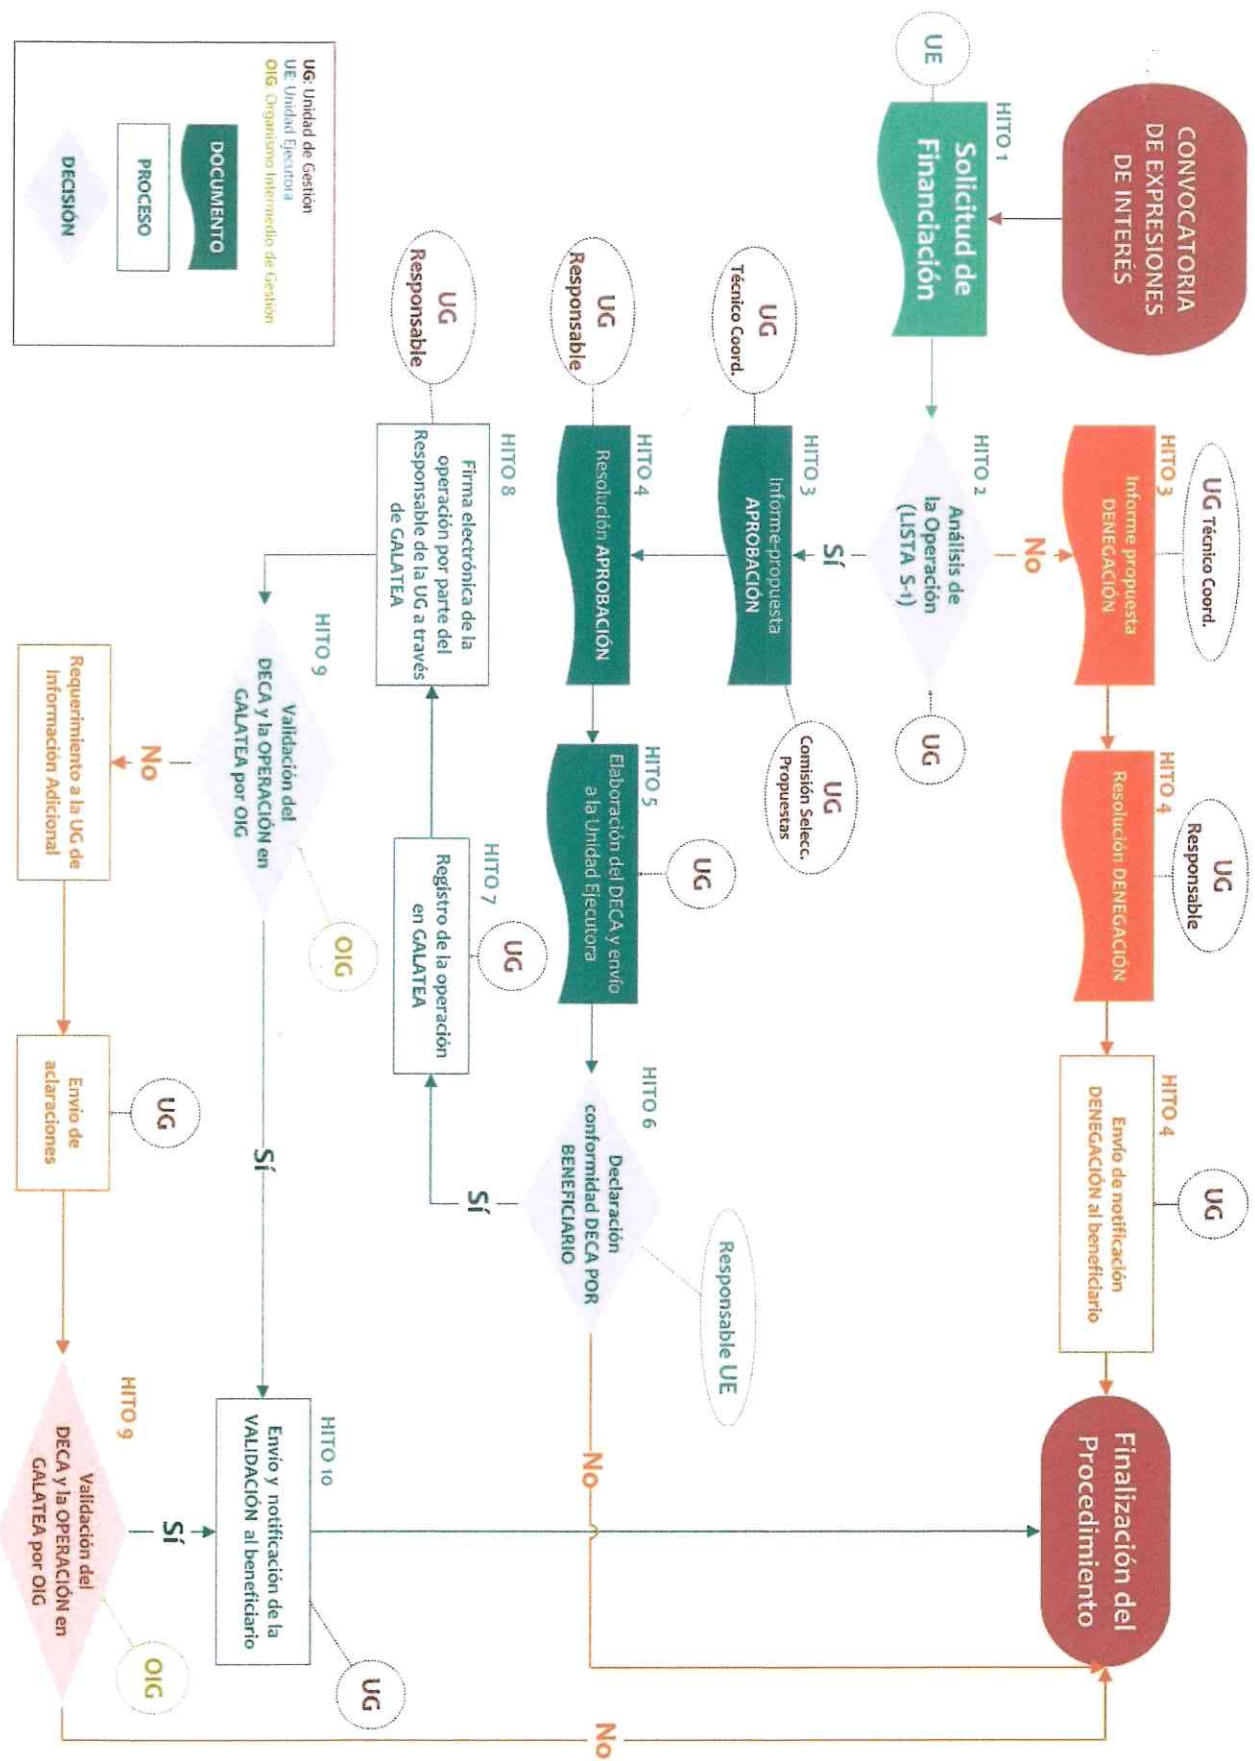 CONVOCATORIA
DE EXPRESIONES
DE INTERÉS
HITO 1
UE
Solicitud de
Financiación
HITO 2
Análisis de
la Operación
(LISTA S-1)
UG
No
HITO 3
UG Técnico Coord.
Informe propuesta
DENEGACIÓN
HITO 4
UG
Responsable
Resolución DENEGACIÓN
HITO 4
UG
Envío de notificación
DENEGACIÓN al beneficiario
Finalización del
Procedimiento
Sí
HITO 3
UG
Técnico Coord.
Informe-propuesta
APROBACIÓN
UG
Comisión Selecc.
Propuestas
HITO 4
UG
Responsable
Resolución APROBACIÓN
HITO 5
UG
Elaboración del DECA y envío
a la Unidad Ejecutora
HITO 6
Responsable UE
Declaración
conformidad DECA POR
BENEFICIARIO
No
Sí
HITO 7
UG
Registro de la operación
en GALATEA
HITO 8
UG
Responsable
Firma electrónica de la
operación por parte del
Responsable de la UG a través
de GALATEA
HITO 9
Validación del
DECA y la OPERACIÓN en
GALATEA por OIG
OIG
Sí
HITO 10
Envío y notificación de la
VALIDACIÓN al beneficiario
UG
No
Requerimiento a la UG de
Información Adicional
Envío de
aclaraciones
UG
HITO 9
Validación del
DECA y la OPERACIÓN en
GALATEA por OIG
OIG
Sí
No
UG: Unidad de Gestión
UE: Unidad Ejecutora
OIG: Organismo Intermedio de Gestión
DOCUMENTO
PROCESO
DECISIÓN